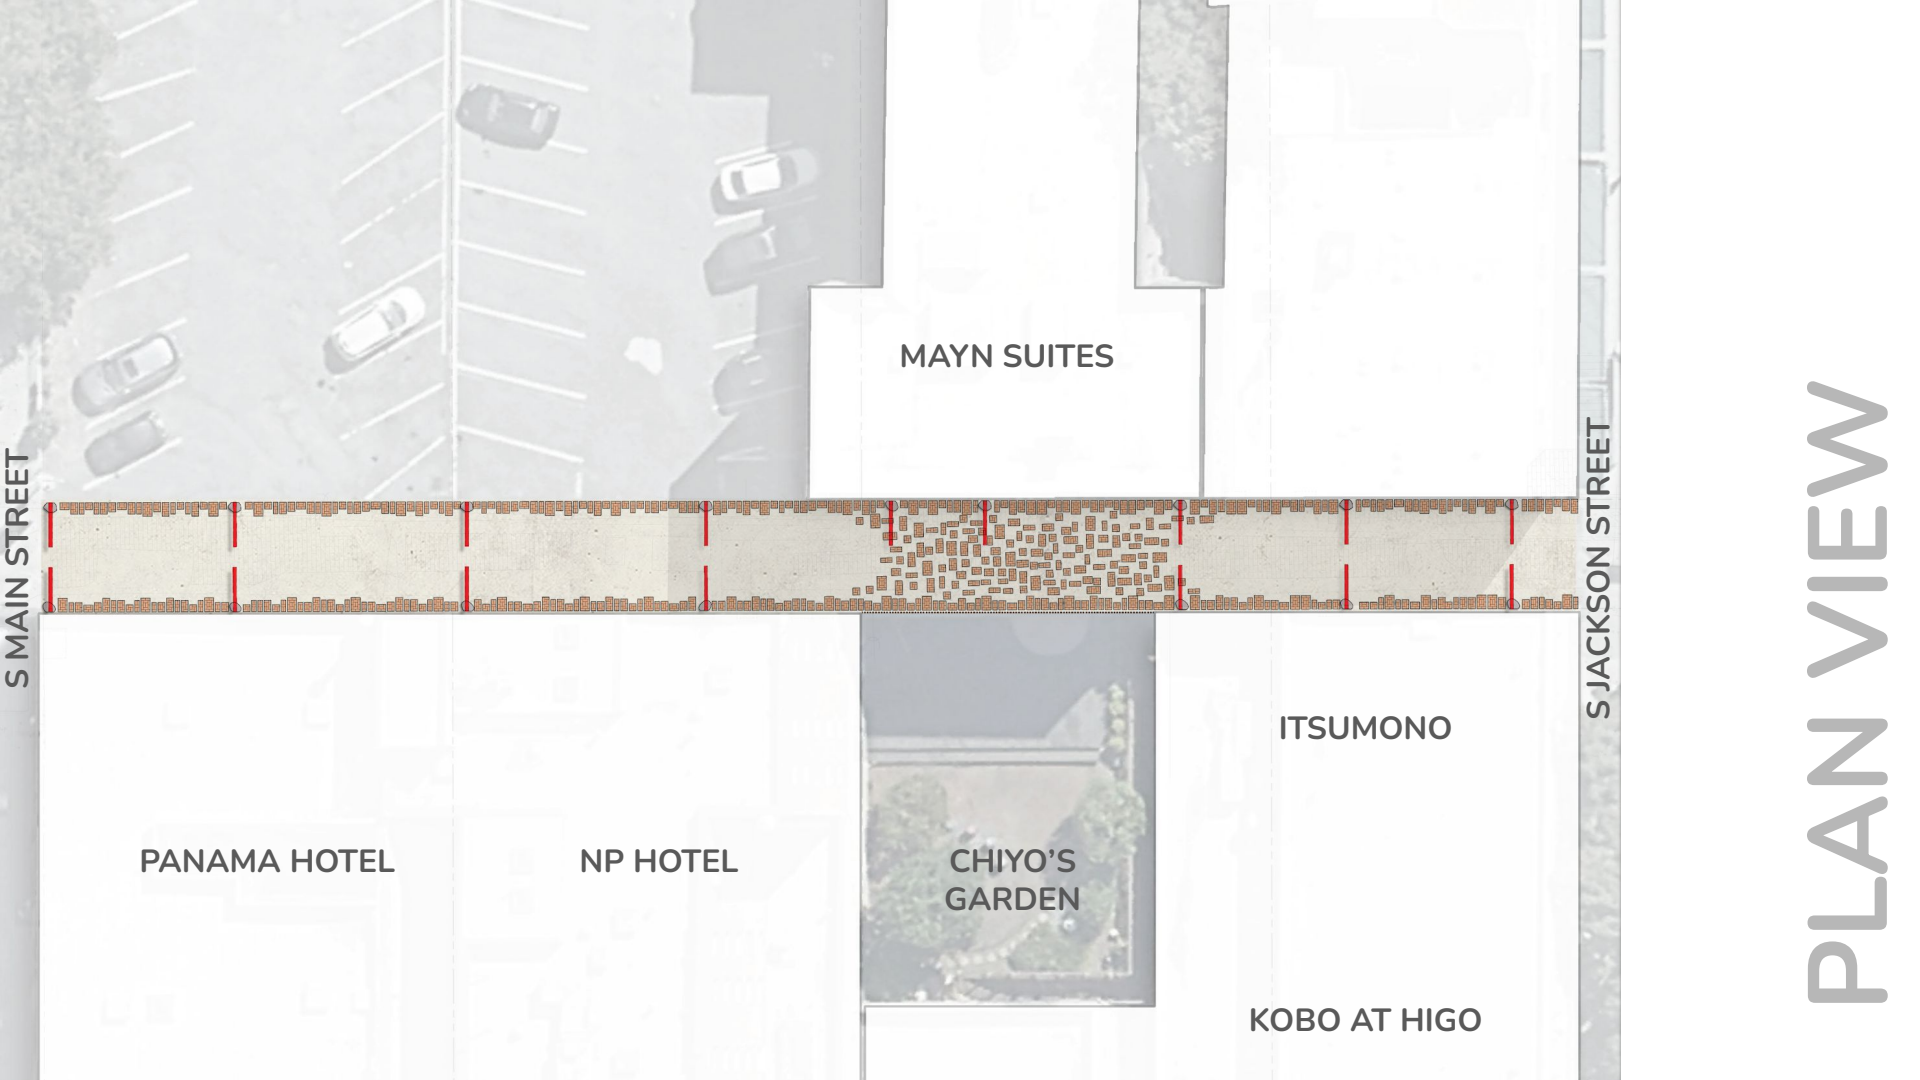 MAYN SUITES
S MAIN STREET
S JACKSON STREET
ITSUMONO
PANAMA HOTEL
NP HOTEL
CHIYO’S
GARDEN
KOBO AT HIGO
PLAN VIEW